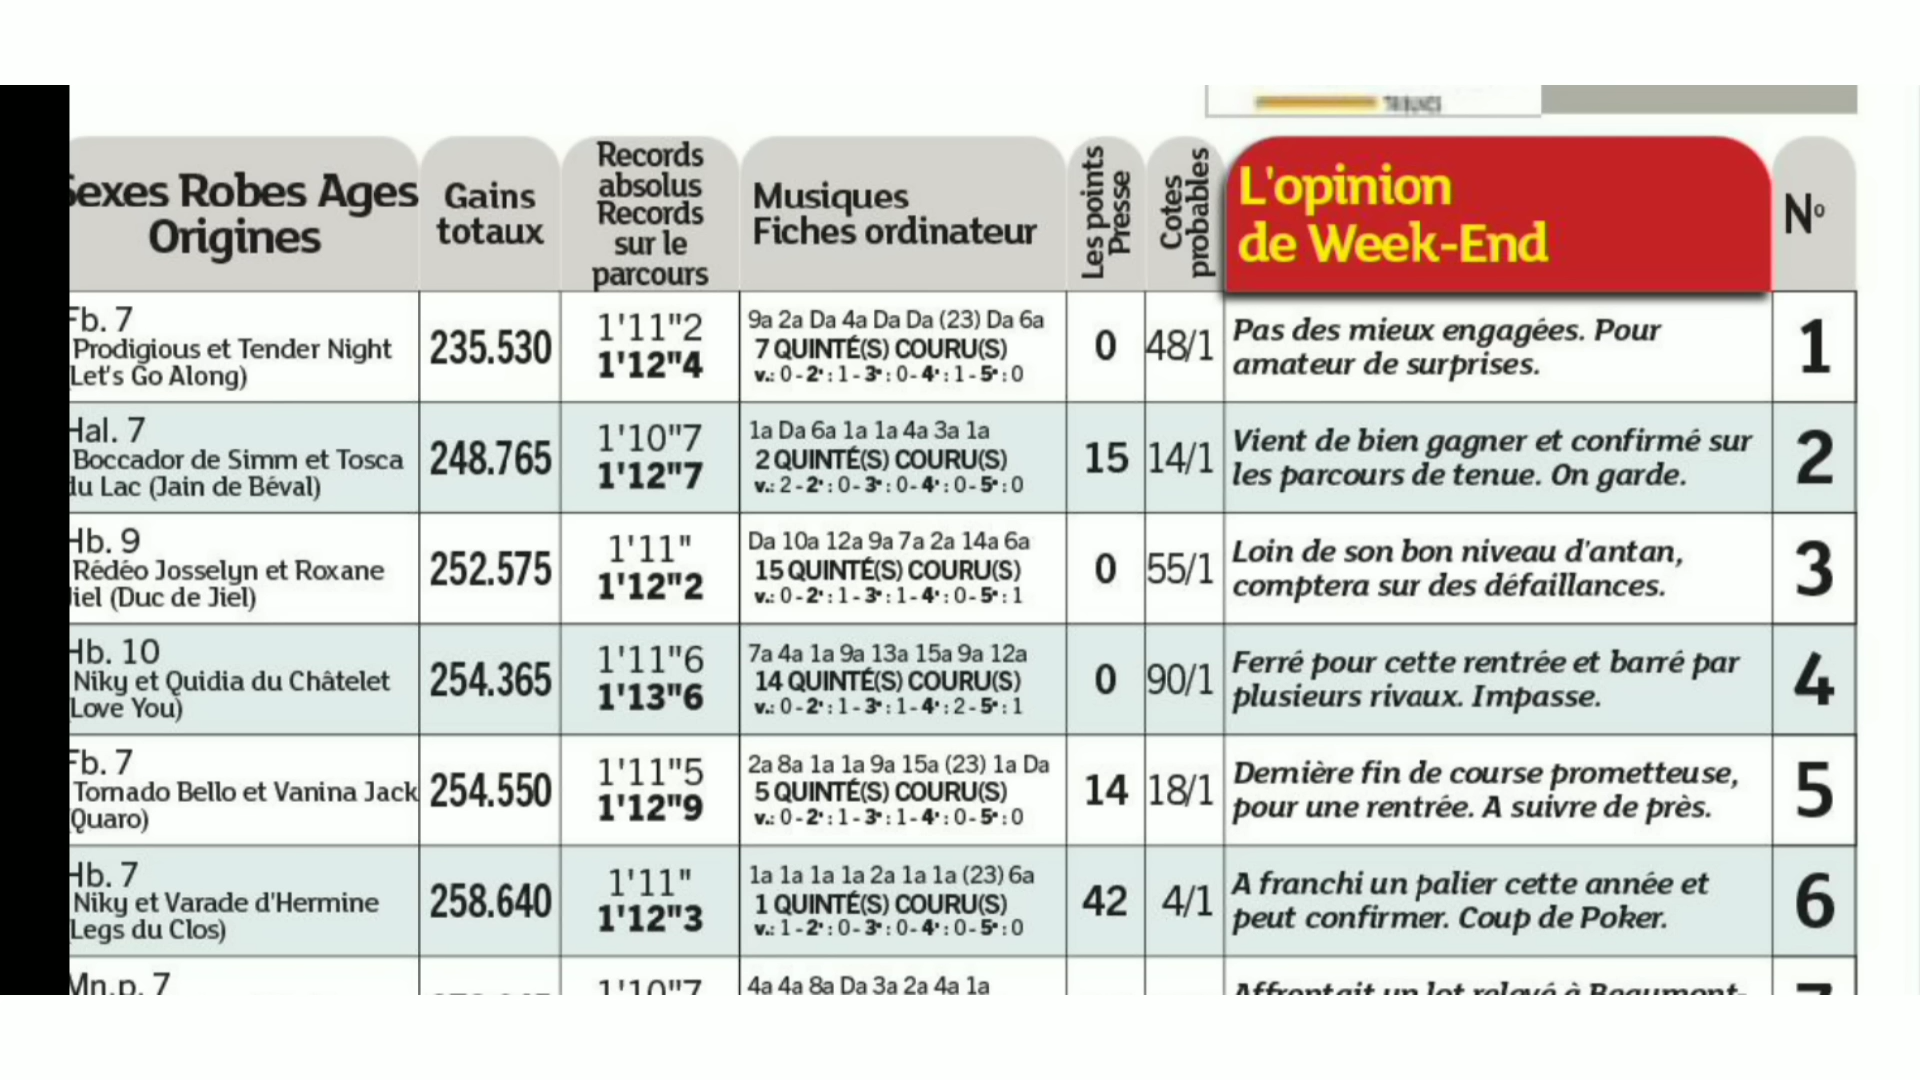 TRIBUNES
Sexes Robes Ages
Origines
Gains
totaux
Records
absolus
Records
sur le
parcours
Musiques
Fiches ordinateur
Les points
Presse
Cotes
probables
L'opinion
de Week-End
N°
Fb. 7
Prodigious et Tender Night
(Let's Go Along)
235.530
1'11"2
1'12"4
9a 2a Da 4a Da Da (23) Da 6a
7 QUINTÉ(S) COURU(S)
v.: 0 - 2e : 1 - 3e : 0 - 4e : 1 - 5e : 0
0
48/1
Pas des mieux engagées. Pour
amateur de surprises.
1
Hal. 7
Boccador de Simm et Tosca
du Lac (Jain de Béval)
248.765
1'10"7
1'12"7
1a Da 6a 1a 1a 4a 3a 1a
2 QUINTÉ(S) COURU(S)
v.: 2 - 2e : 0 - 3e : 0 - 4e : 0 - 5e : 0
15
14/1
Vient de bien gagner et confirmé sur
les parcours de tenue. On garde.
2
Hb. 9
Rédéo Josselyn et Roxane
Jiel (Duc de Jiel)
252.575
1'11"
1'12"2
Da 10a 12a 9a 7a 2a 14a 6a
15 QUINTÉ(S) COURU(S)
v.: 0 - 2e : 1 - 3e : 1 - 4e : 0 - 5e : 1
0
55/1
Loin de son bon niveau d'antan,
comptera sur des défaillances.
3
Hb. 10
Niky et Quidia du Châtelet
(Love You)
254.365
1'11"6
1'13"6
7a 4a 1a 9a 13a 15a 9a 12a
14 QUINTÉ(S) COURU(S)
v.: 0 - 2e : 1 - 3e : 1 - 4e : 2 - 5e : 1
0
90/1
Ferré pour cette rentrée et barré par
plusieurs rivaux. Impasse.
4
Fb. 7
Tornado Bello et Vanina Jack
(Quaro)
254.550
1'11"5
1'12"9
2a 8a 1a 1a 9a 15a (23) 1a Da
5 QUINTÉ(S) COURU(S)
v.: 0 - 2e : 1 - 3e : 1 - 4e : 0 - 5e : 0
14
18/1
Dernière fin de course prometteuse,
pour une rentrée. A suivre de près.
5
Hb. 7
Niky et Varade d'Hermine
(Legs du Clos)
258.640
1'11"
1'12"3
1a 1a 1a 1a 2a 1a 1a (23) 6a
1 QUINTÉ(S) COURU(S)
v.: 1 - 2e : 0 - 3e : 0 - 4e : 0 - 5e : 0
42
4/1
A franchi un palier cette année et
peut confirmer. Coup de Poker.
6
Mn.p. 7
1'10"7
4a 4a 8a Da 3a 2a 4a 1a
Affrontait un lot relevé à Beaumont-
7